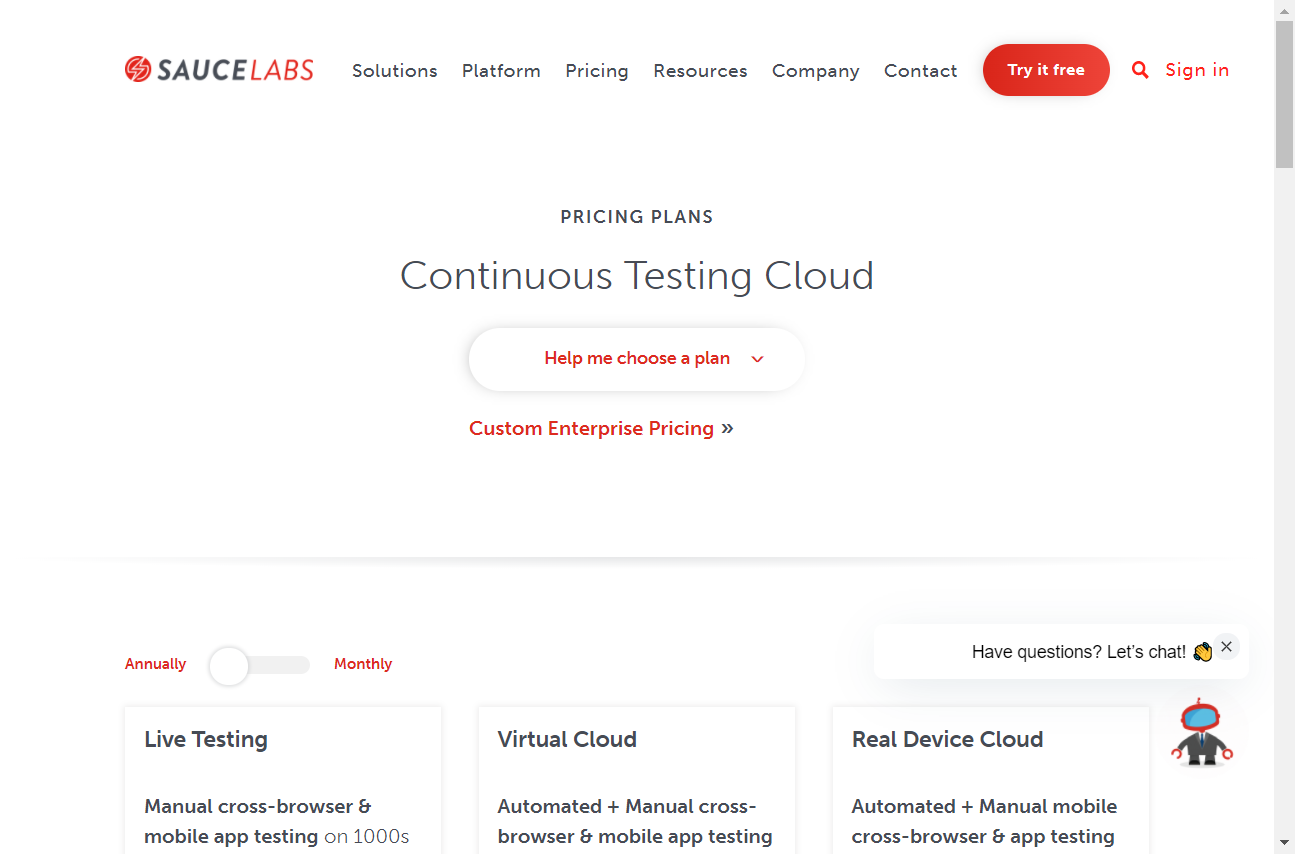 SAUCELABS
Solutions Platform Pricing Resources Company Contact Try it free Sign in
PRICING PLANS
Continuous Testing Cloud
Help me choose a plan
Custom Enterprise Pricing »
Have questions? Let's chat! 👋
Annually Monthly
Live Testing
Manual cross-browser &
mobile app testing on 1000s
Virtual Cloud
Automated + Manual cross-
browser & mobile app testing
Real Device Cloud
Automated + Manual mobile
cross-browser & app testing